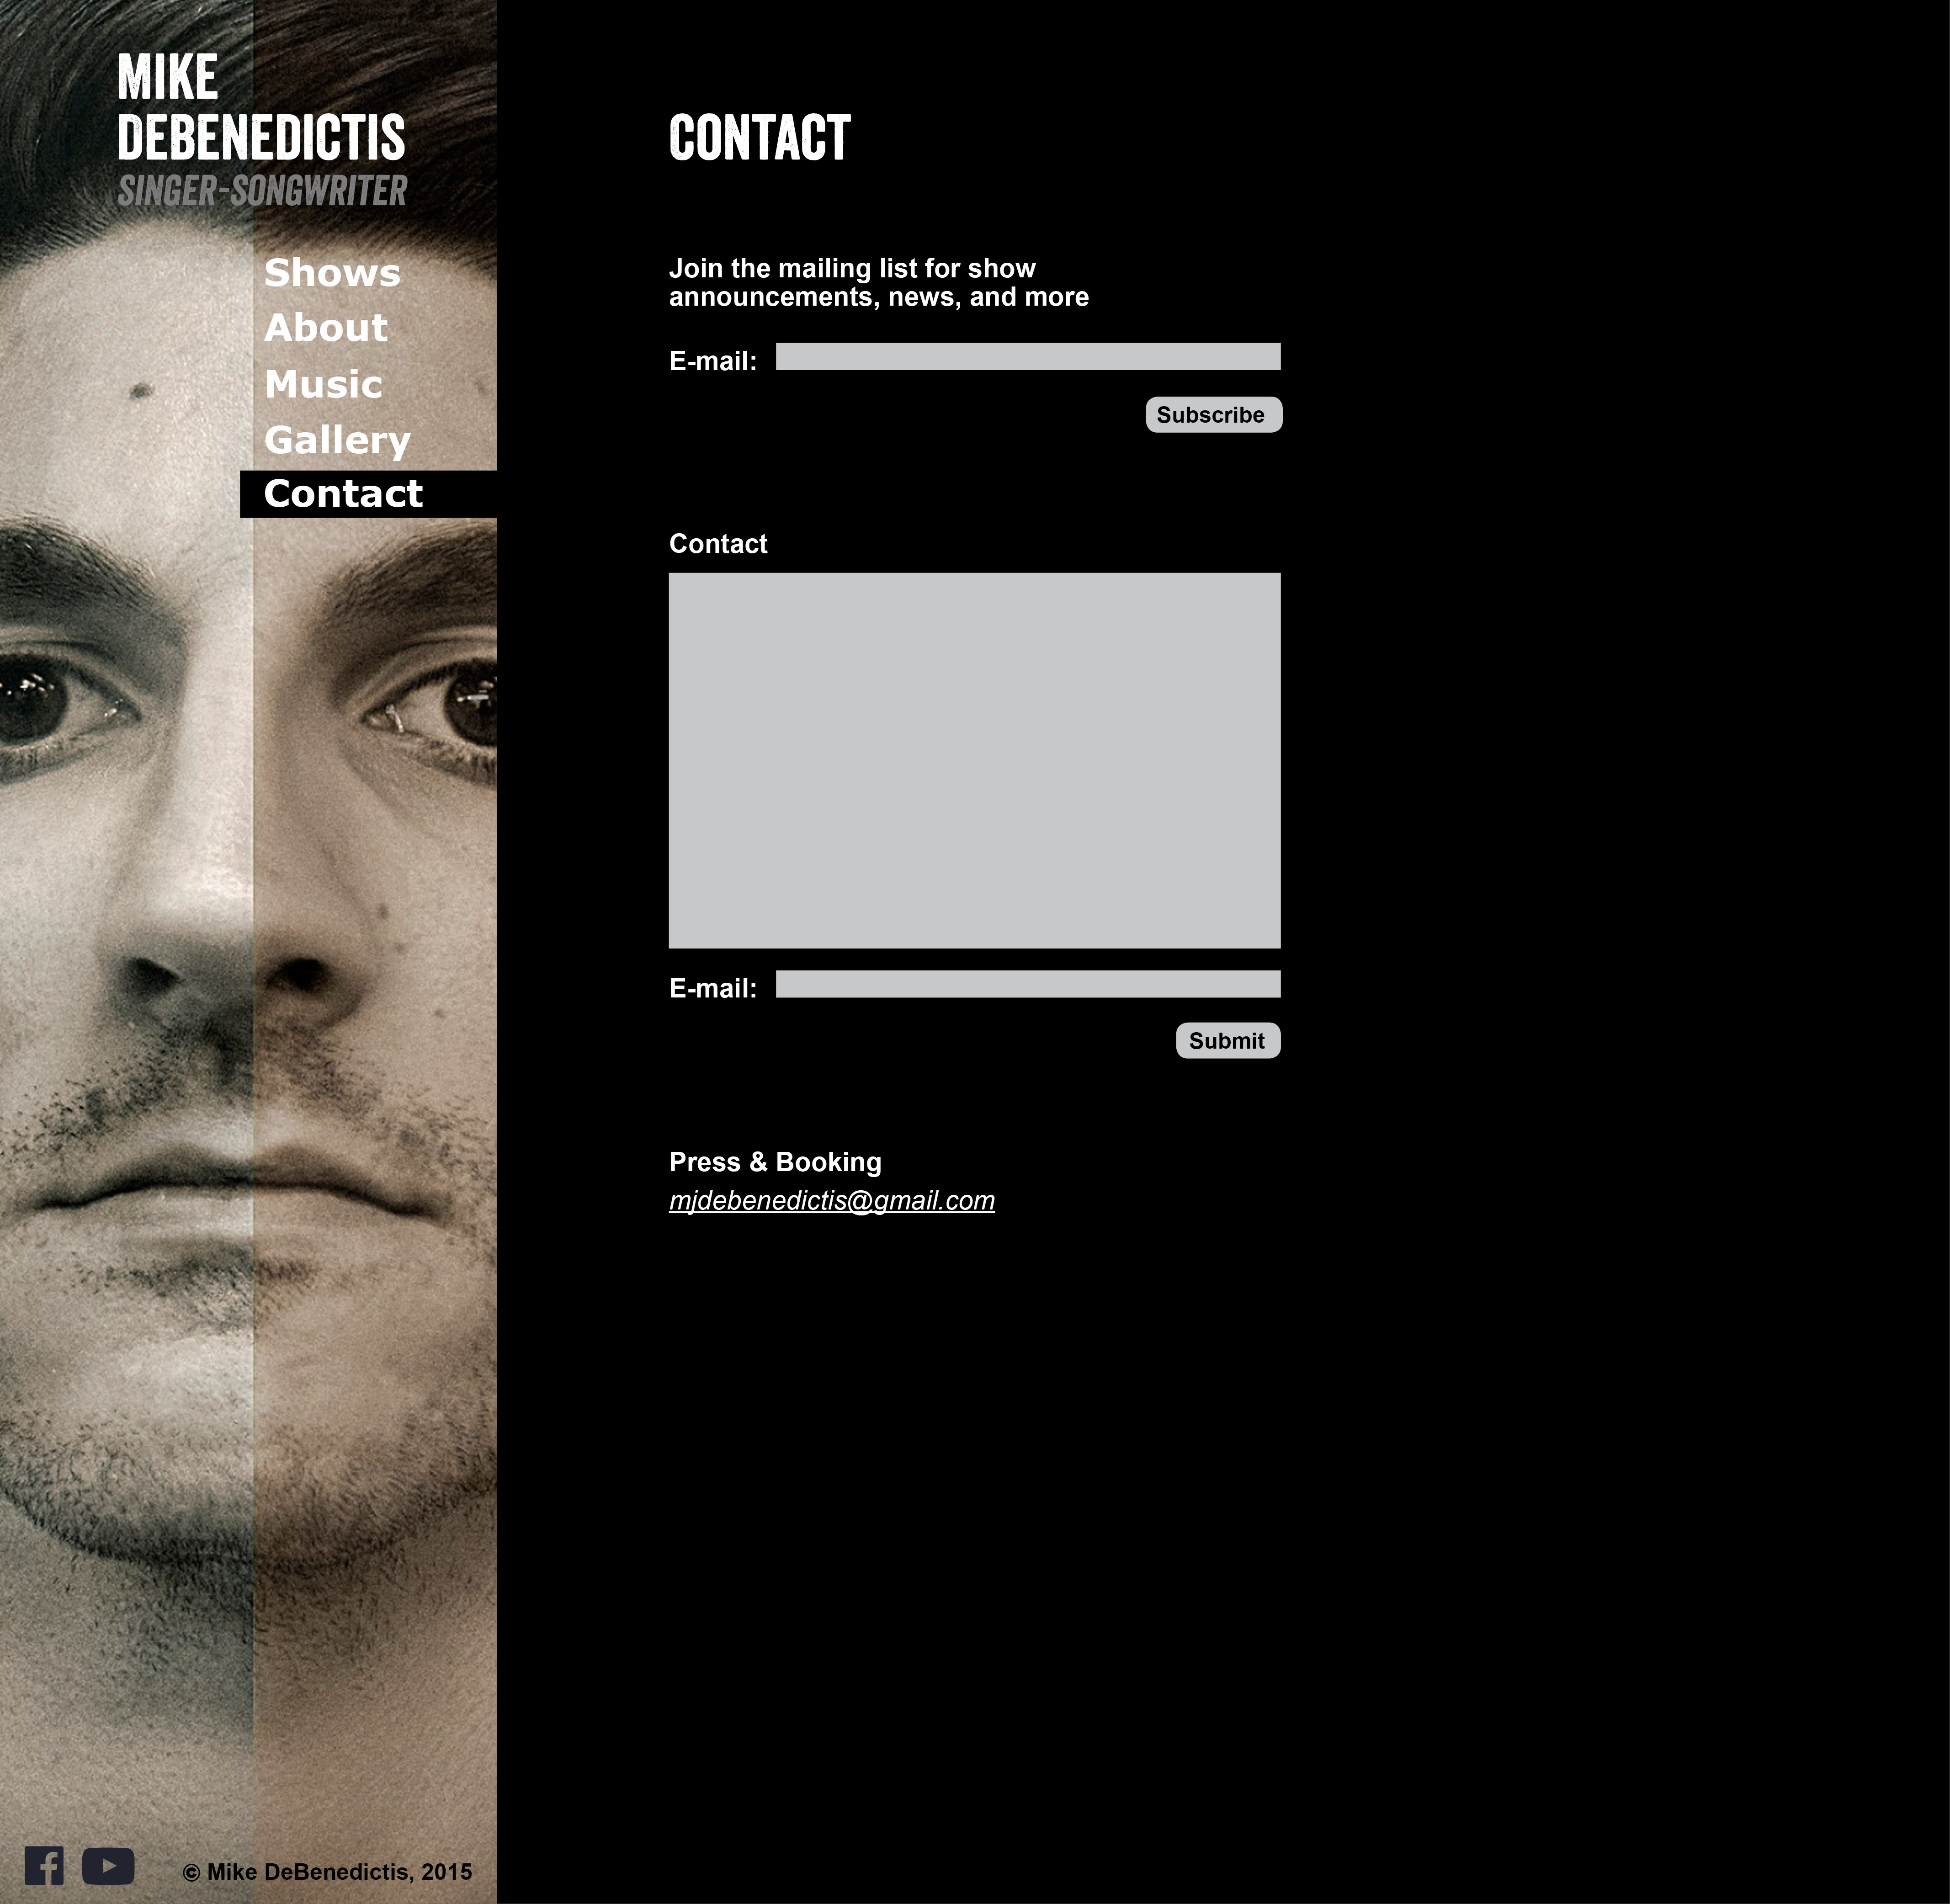 MIKE
DEBENEDICTIS
SINGER-SONGWRITER
Shows
About
Music
Gallery
Contact
© Mike DeBenedictis, 2015
CONTACT
Join the mailing list for show
announcements, news, and more
E-mail:
Subscribe
Contact
E-mail:
Submit
Press & Booking
mjdebenedictis@gmail.com